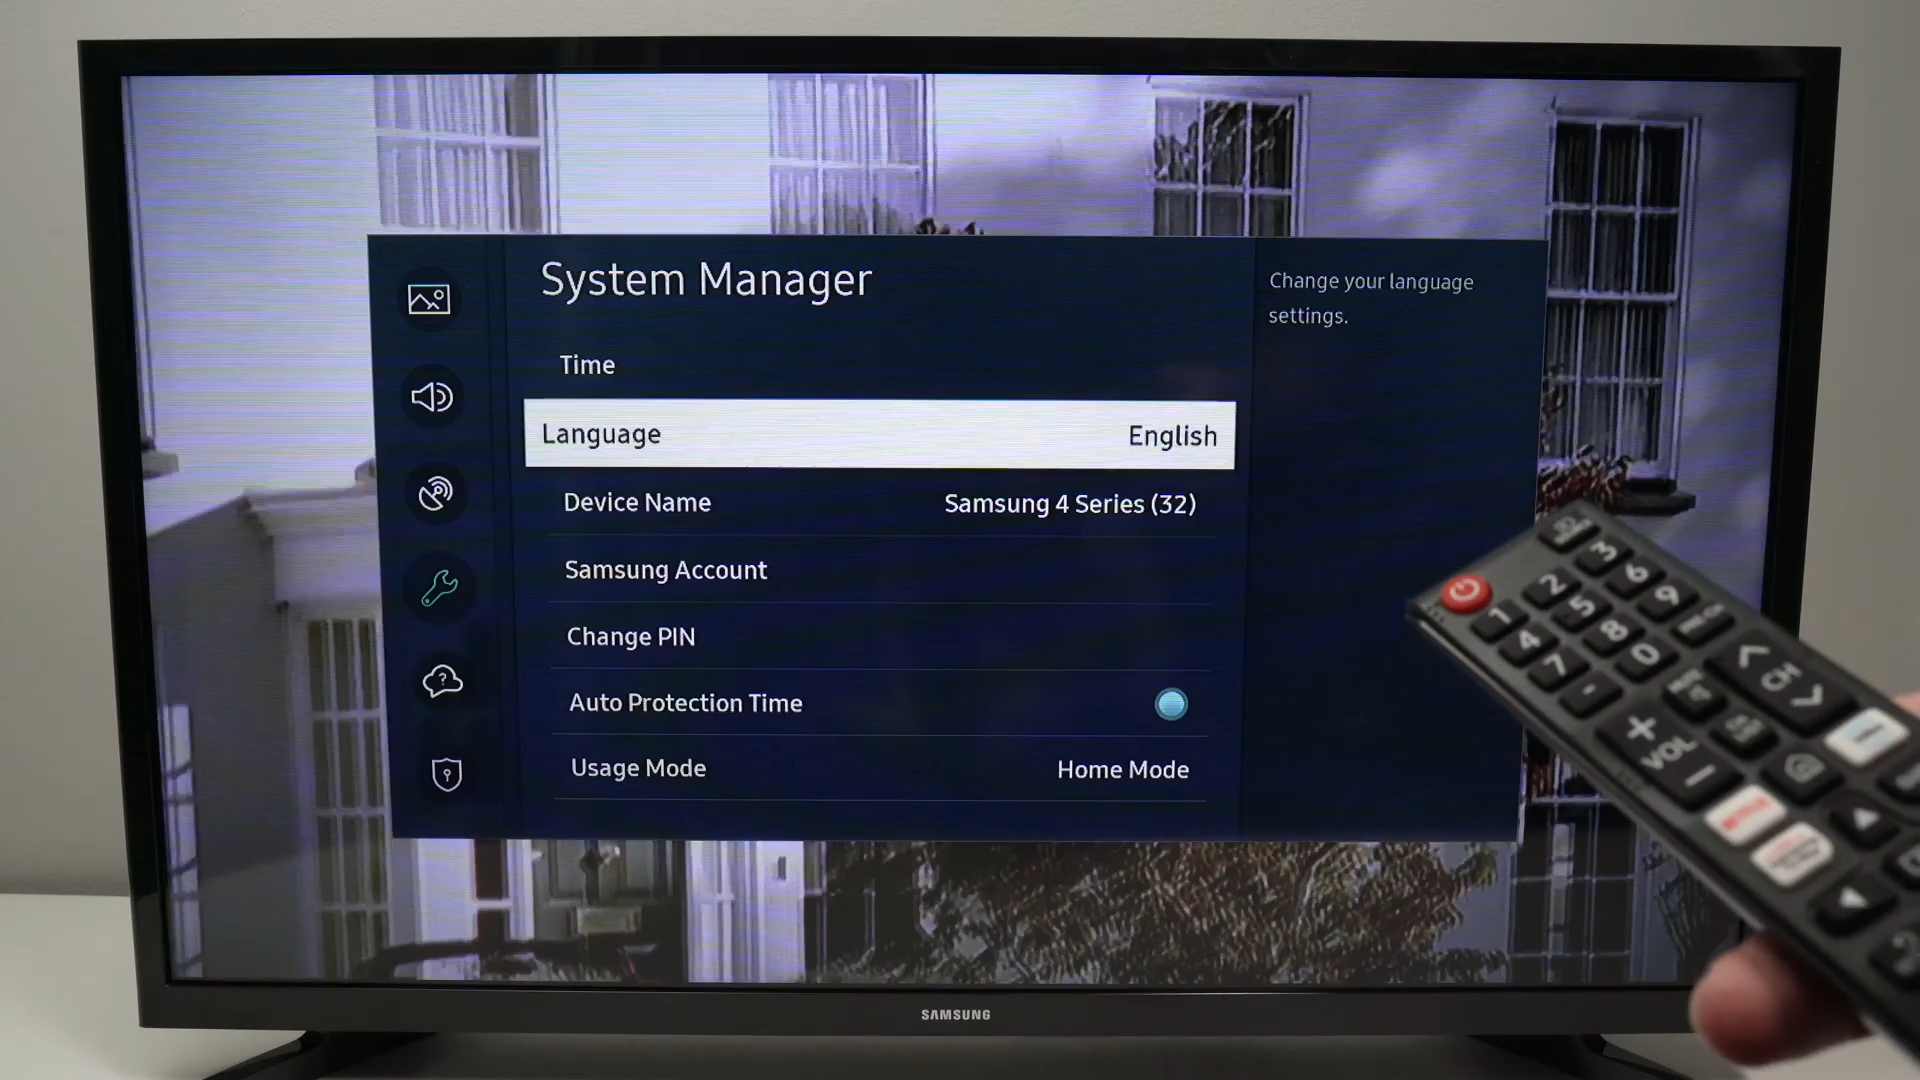 System Manager
Change your language
settings.
Time
Language English
Device Name Samsung 4 Series (32)
Samsung Account
Change PIN
Auto Protection Time
Usage Mode Home Mode
SAMSUNG
3
2 6
1 5 9
4 8
7 0
-
CH
+
VOL
NETFLIX